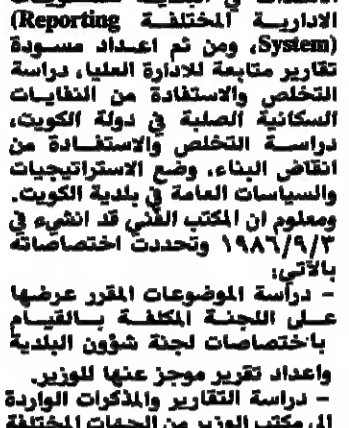 الادارية المختلفة (Reporting
System)، ومن ثم اعداد مسودة
تقارير متابعة للادارة العليا، دراسة
التخلص والاستفادة من النفايات
السكانية الصلبة في دولة الكويت،
دراسة التخلص والاستفادة من
انقاض البناء، وضع الاستراتيجيات
والسياسات العامة في بلدية الكويت.
ومعلوم ان المكتب الفني قد انشيء في
١٩٨٦/٩/٣ وتحددت اختصاصاته
بالآتي:
- دراسة الموضوعات المقرر عرضها
على اللجنة المكلفة بالقيام
باختصاصات لجنة شؤون البلدية
واعداد تقرير موجز عنها للوزير.
- دراسة التقارير والمذكرات الواردة
الى مكتب الوزير من الجهات المختلفة